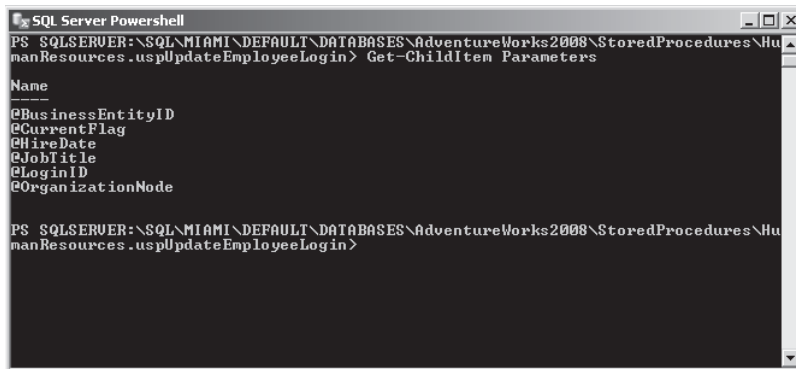 SQL Server Powershell
PS SQLSERVER:\SQL\MIAMI\DEFAULT\DATABASES\AdventureWorks2008\StoredProcedures\Hu
manResources.uspUpdateEmployeeLogin> Get-ChildItem Parameters
Name
----
@BusinessEntityID
@CurrentFlag
@HireDate
@JobTitle
@LoginID
@OrganizationNode
PS SQLSERVER:\SQL\MIAMI\DEFAULT\DATABASES\AdventureWorks2008\StoredProcedures\Hu
manResources.uspUpdateEmployeeLogin>